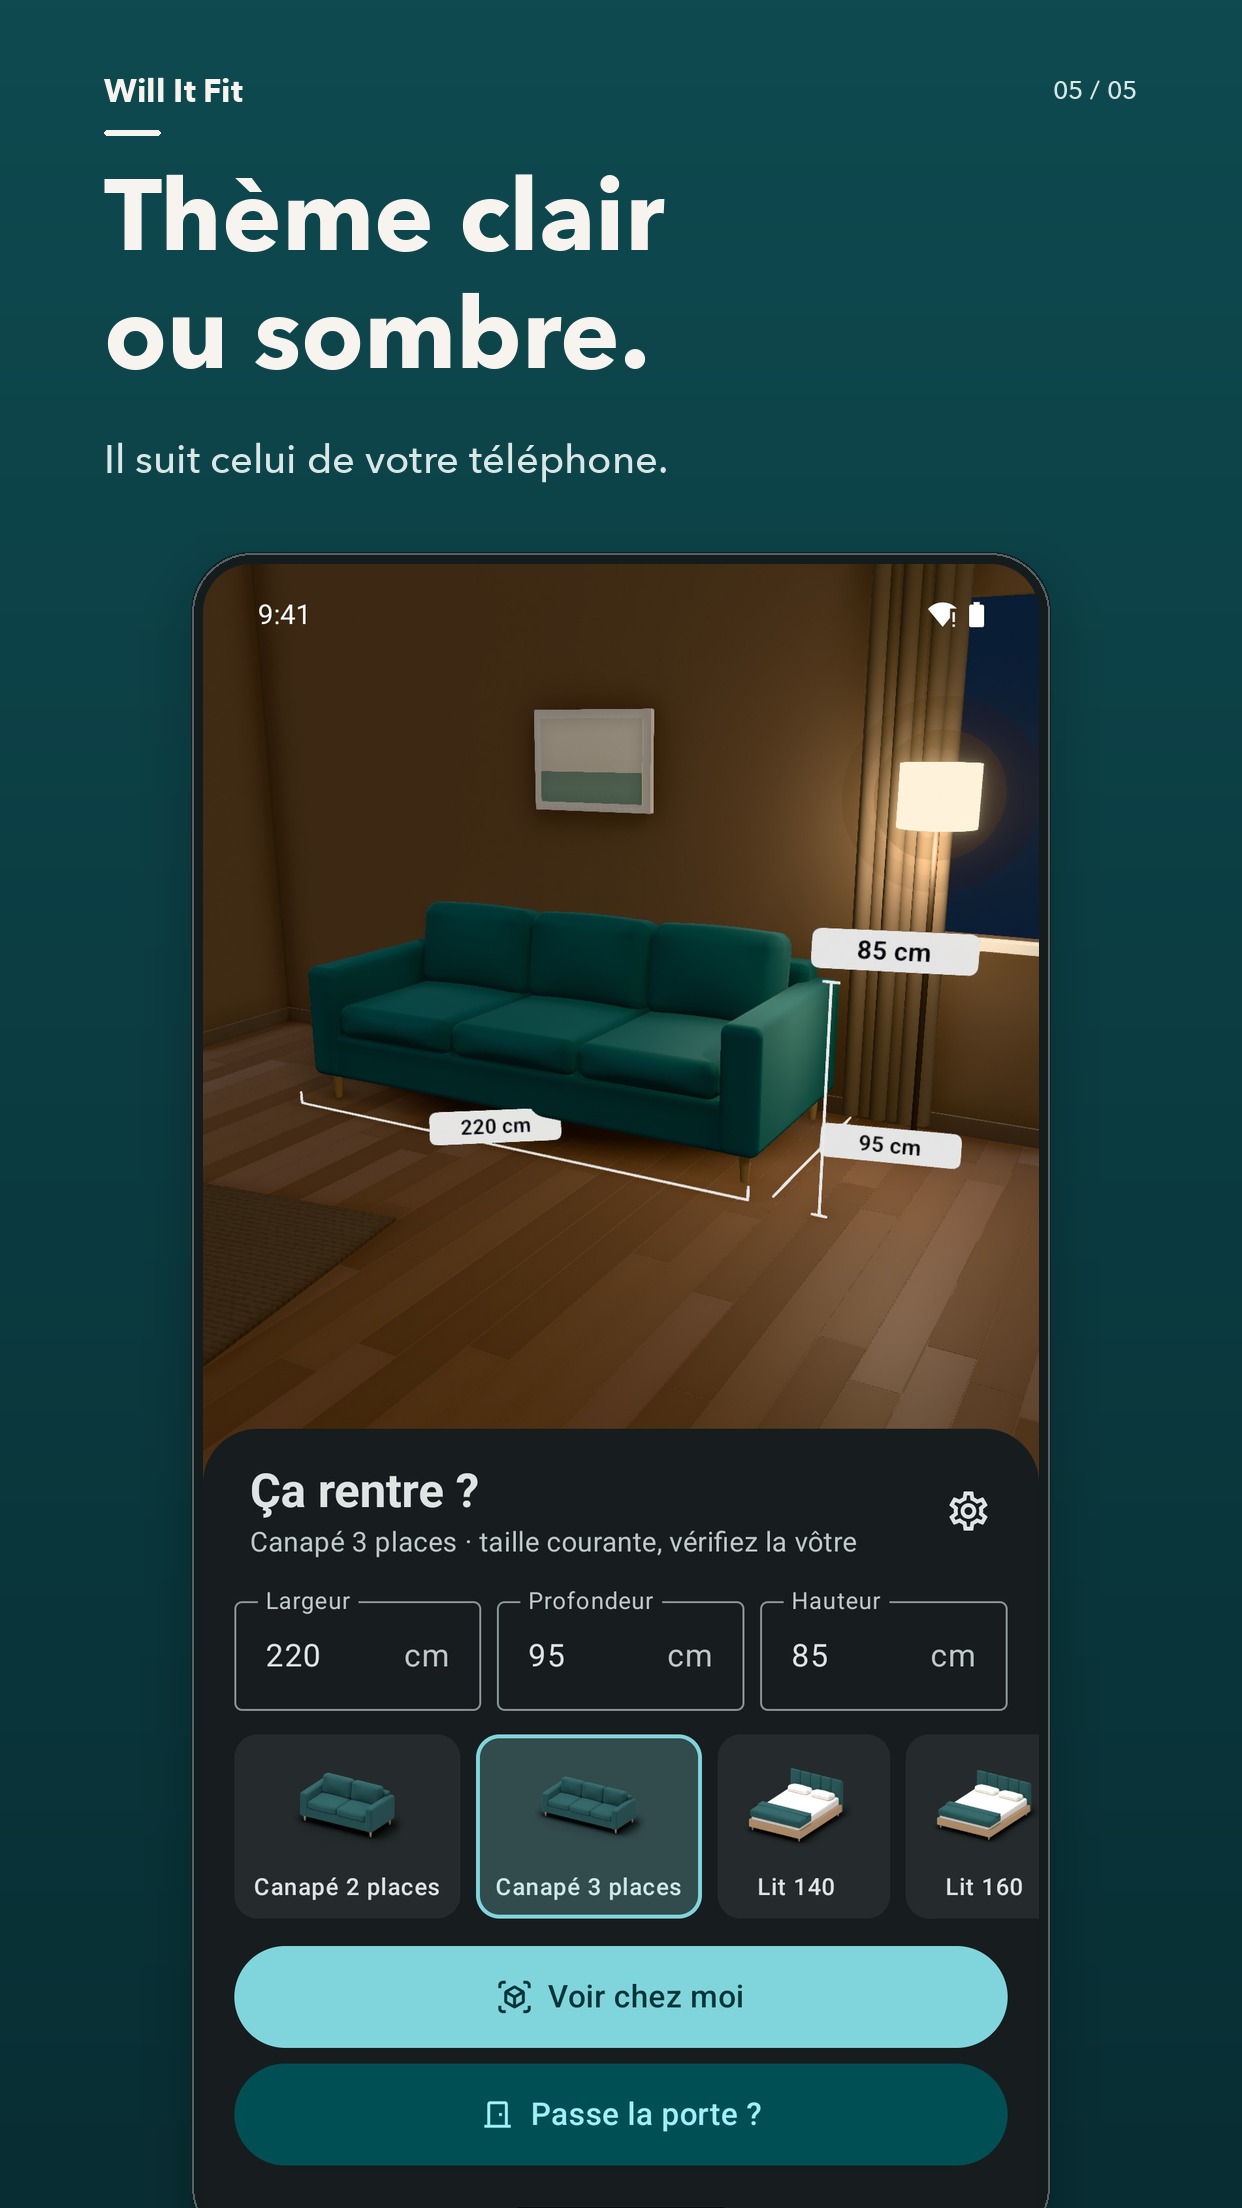 Will It Fit
05 / 05
Thème clair
ou sombre.
Il suit celui de votre téléphone.
9:41
85 cm
220 cm
95 cm
Ça rentre ?
Canapé 3 places · taille courante, vérifiez la vôtre
Largeur
Profondeur
Hauteur
220 cm
95 cm
85 cm
Canapé 2 places
Canapé 3 places
Lit 140
Lit 160
Voir chez moi
Passe la porte ?